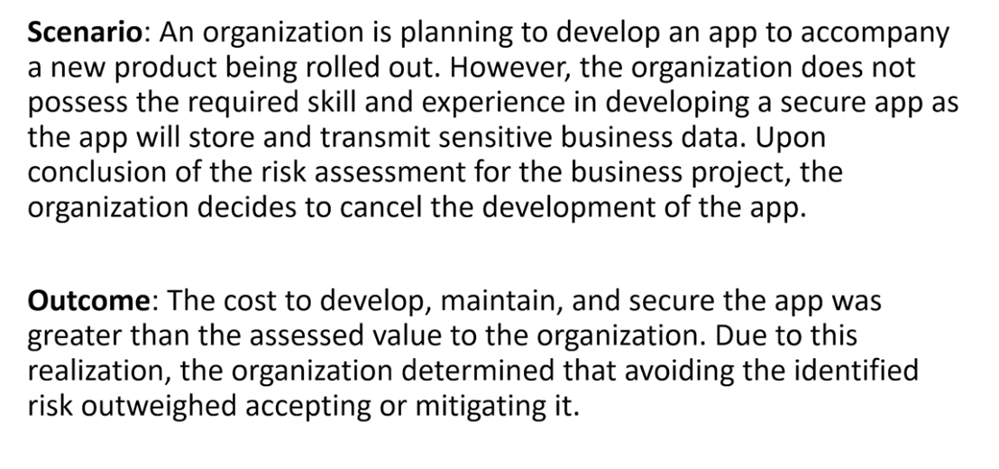 Scenario: An organization is planning to develop an app to accompany
a new product being rolled out. However, the organization does not
possess the required skill and experience in developing a secure app as
the app will store and transmit sensitive business data. Upon
conclusion of the risk assessment for the business project, the
organization decides to cancel the development of the app.
Outcome: The cost to develop, maintain, and secure the app was
greater than the assessed value to the organization. Due to this
realization, the organization determined that avoiding the identified
risk outweighed accepting or mitigating it.